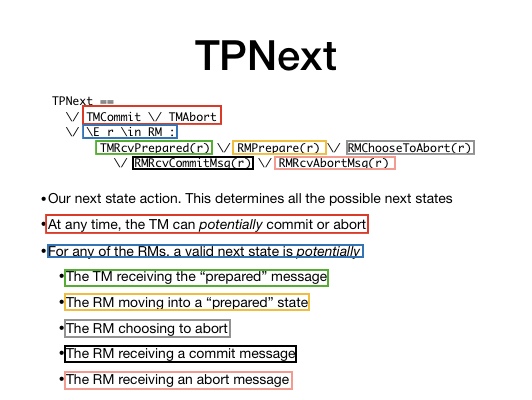 TPNext
TPNext ==
\/ TMCommit \/ TMAbort
\/ \E r \in RM :
TMRcvPrepared(r) \/ RMPrepare(r) \/ RMChooseToAbort(r)
\/ RMRcvCommitMsg(r) \/ RMRcvAbortMsg(r)
•Our next state action. This determines all the possible next states
•At any time, the TM can potentially commit or abort
•For any of the RMs, a valid next state is potentially
•The TM receiving the “prepared” message
•The RM moving into a “prepared” state
•The RM choosing to abort
•The RM receiving a commit message
•The RM receiving an abort message